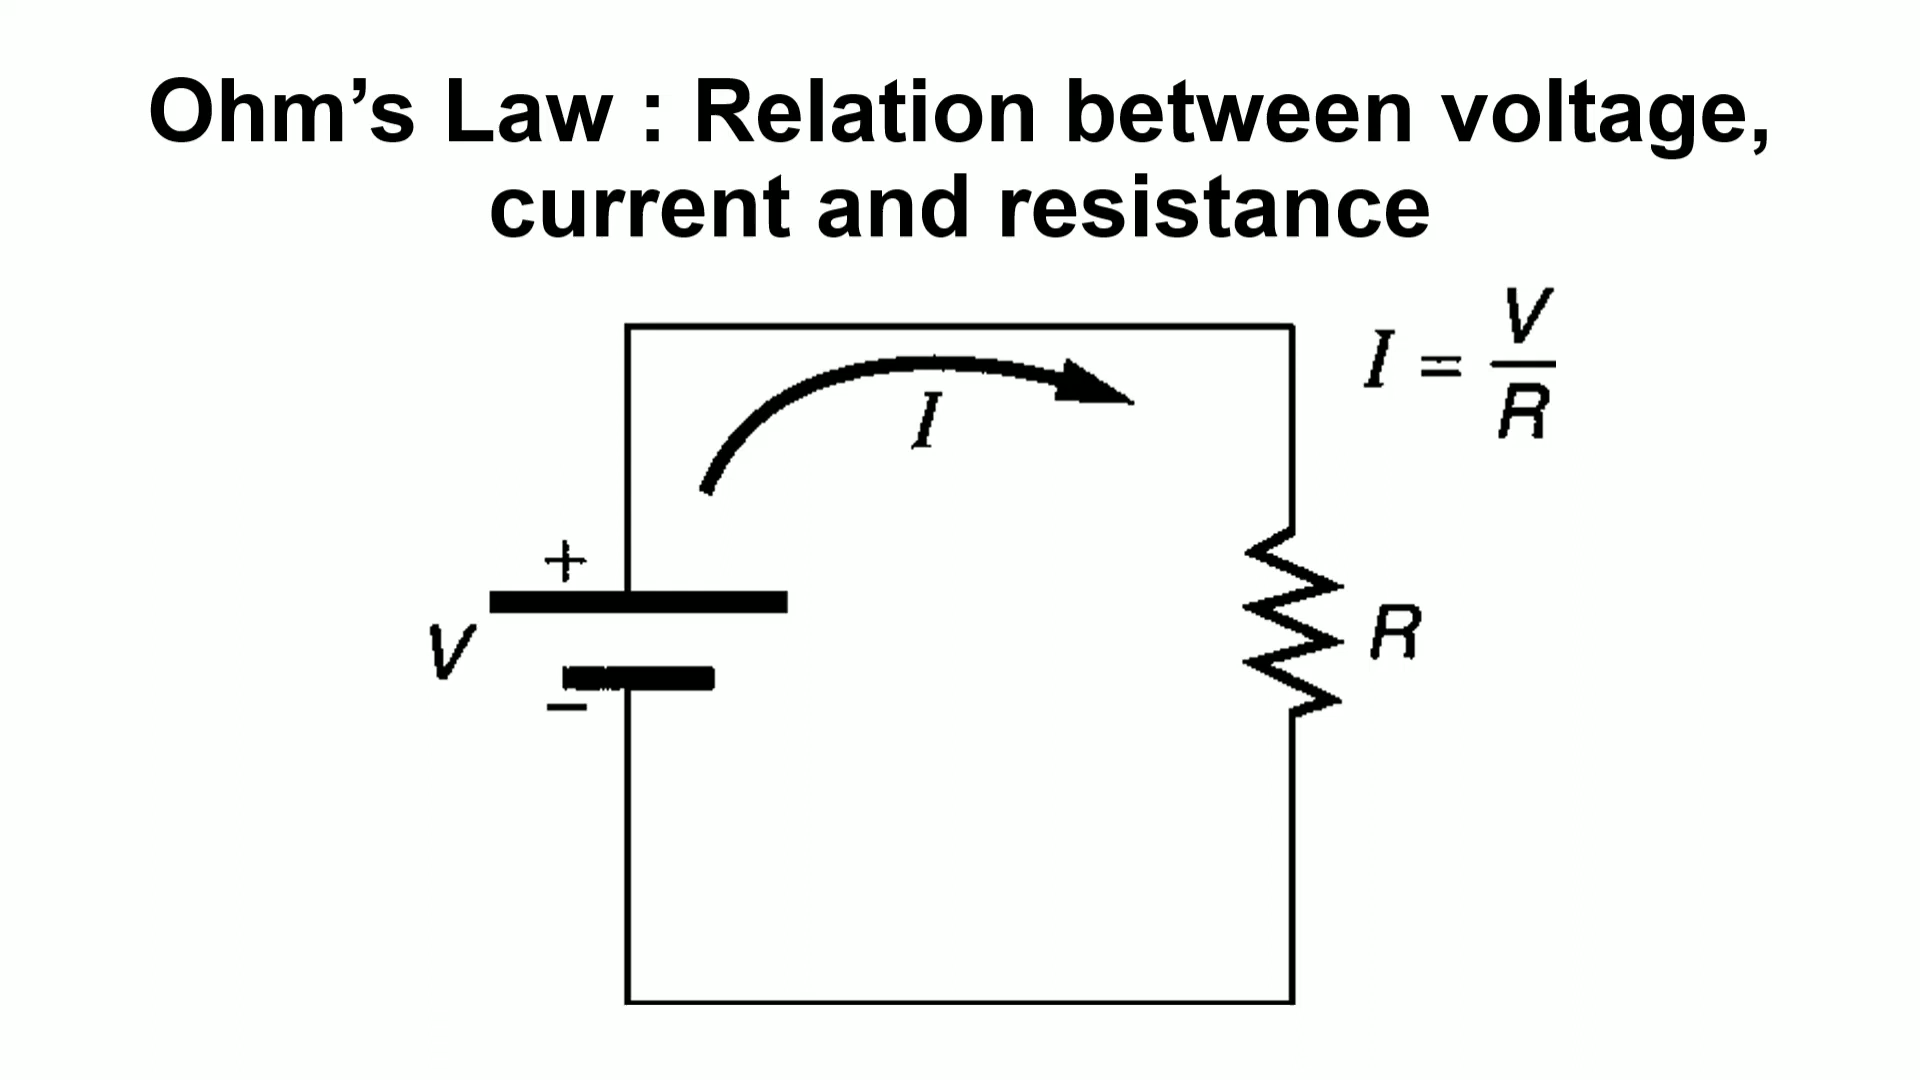 Ohm’s Law : Relation between voltage,
current and resistance
I = V
R
I
+
V
−
R